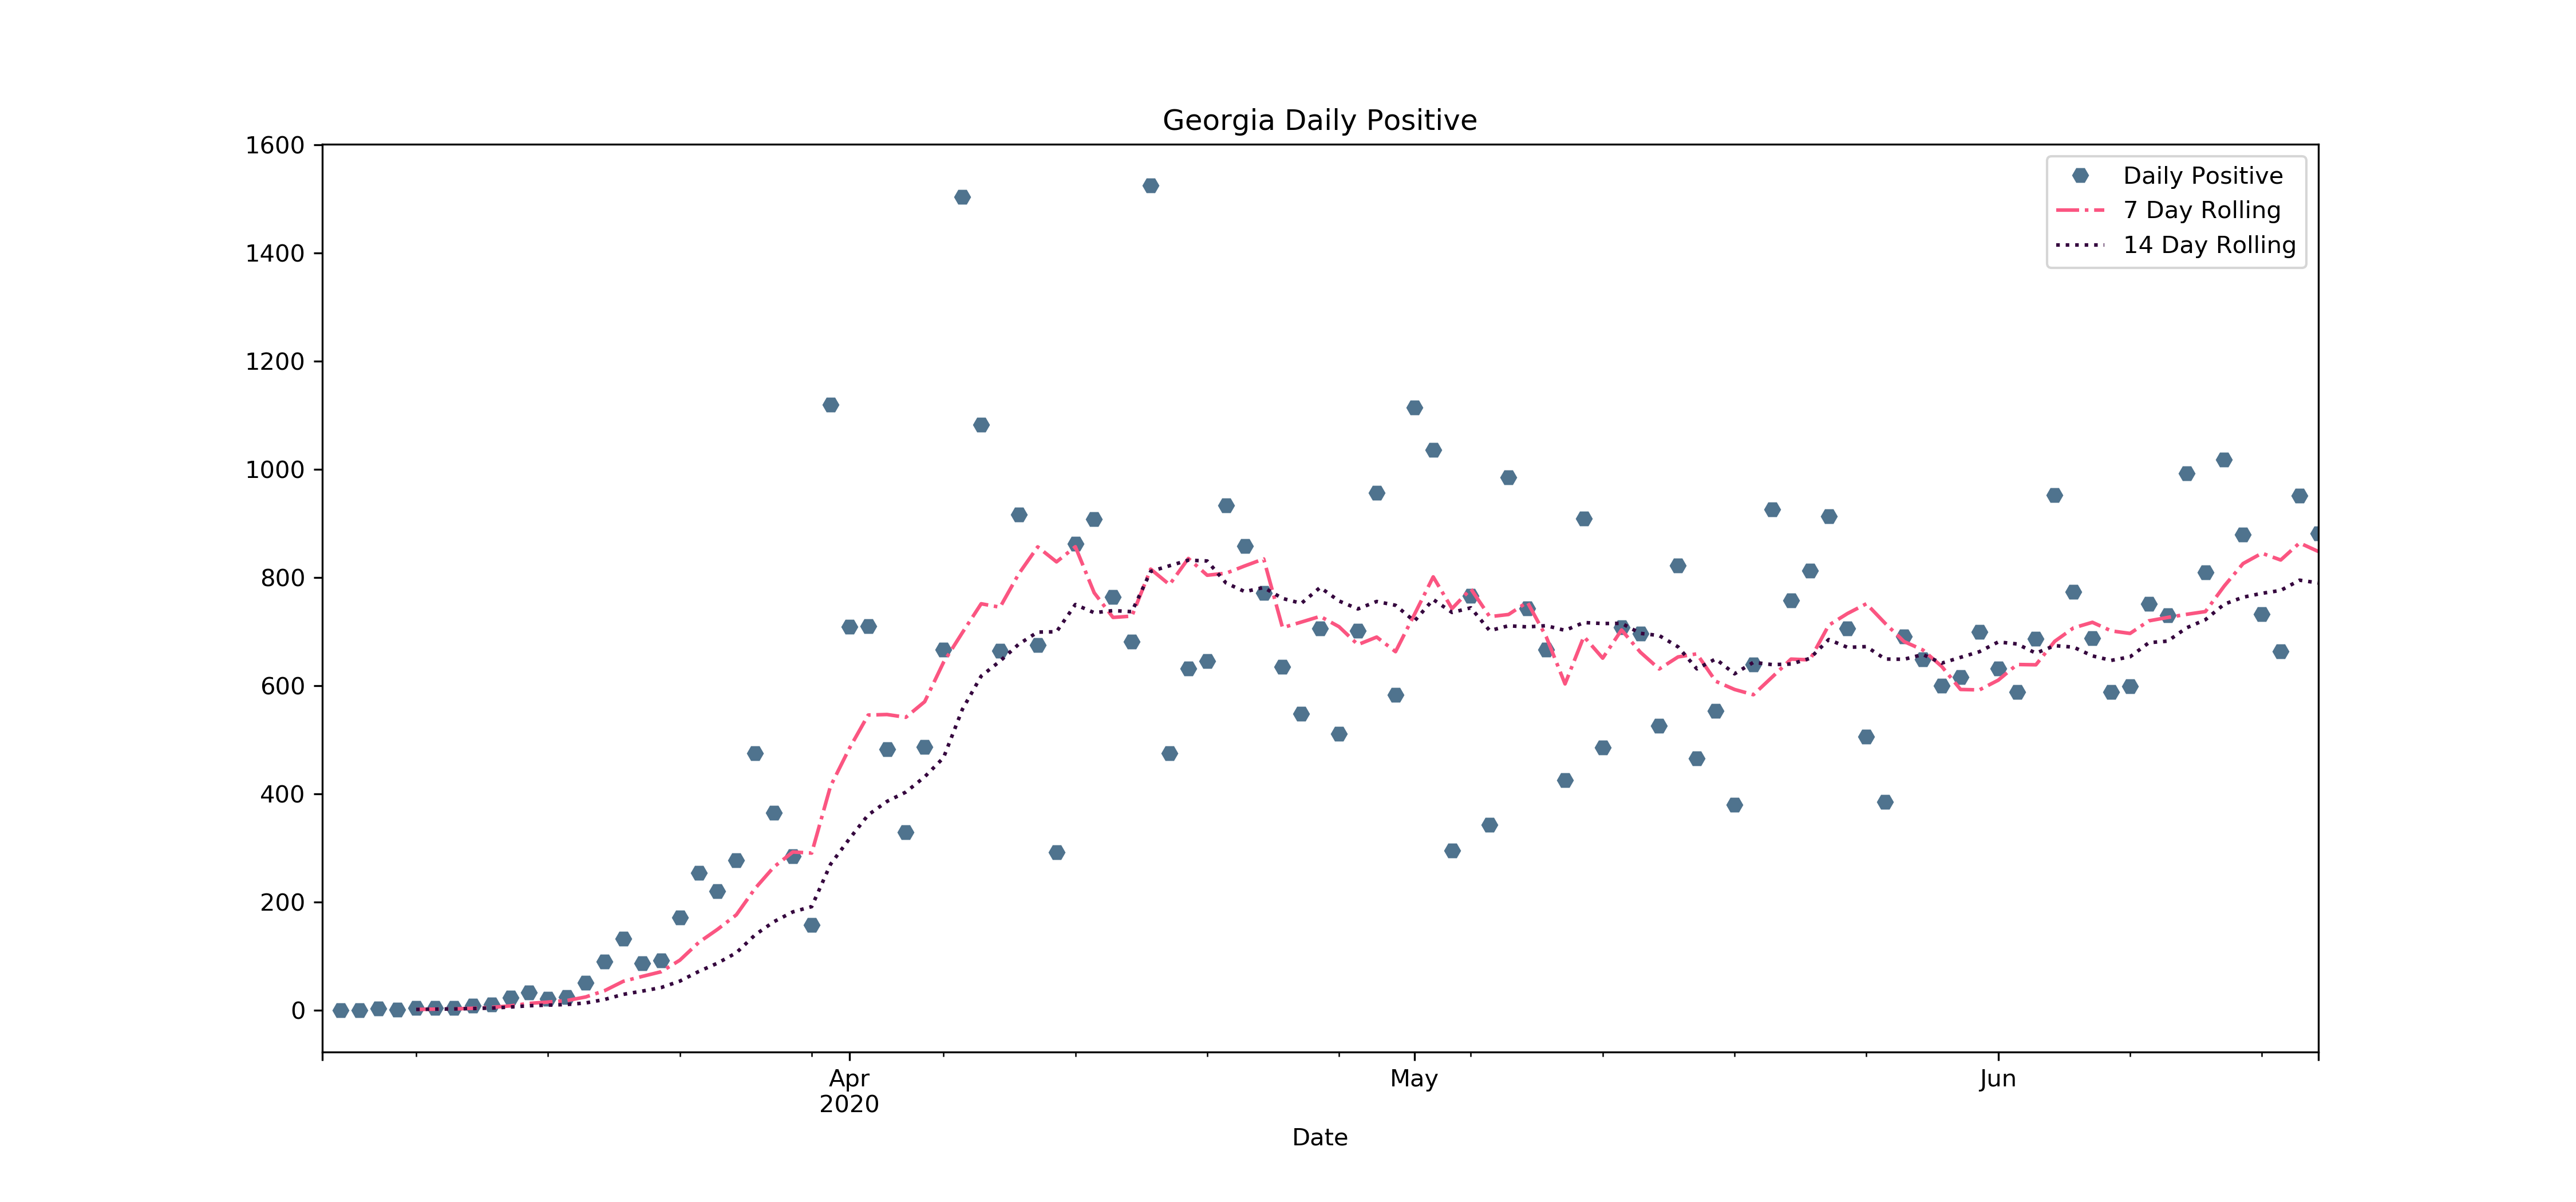 Georgia Daily Positive
1600
1400
1200
1000
800
600
400
200
0
Daily Positive
7 Day Rolling
14 Day Rolling
Apr
2020
May
Jun
Date